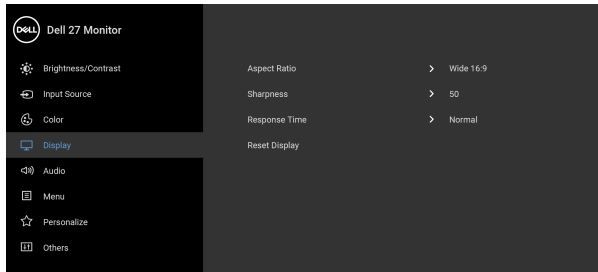 DELL Dell 27 Monitor
Brightness/Contrast
Input Source
Color
Display
Audio
Menu
Personalize
Others
Aspect Ratio Wide 16:9
Sharpness 50
Response Time Normal
Reset Display